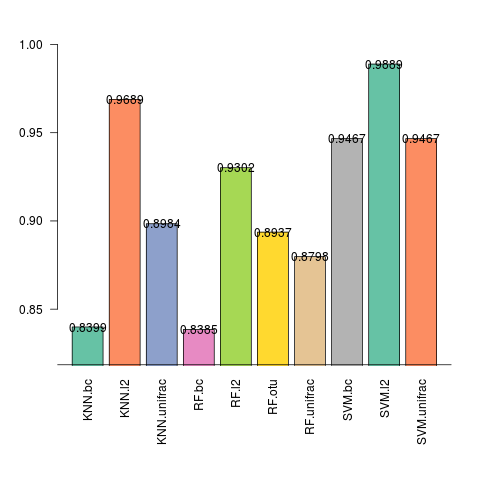 1.00
0.95
0.90
0.85
0.8399
0.9689
0.8984
0.8385
0.9302
0.8937
0.8798
0.9467
0.9889
0.9467
KNN.bc
KNN.l2
KNN.unifrac
RF.bc
RF.l2
RF.otu
RF.unifrac
SVM.bc
SVM.l2
SVM.unifrac